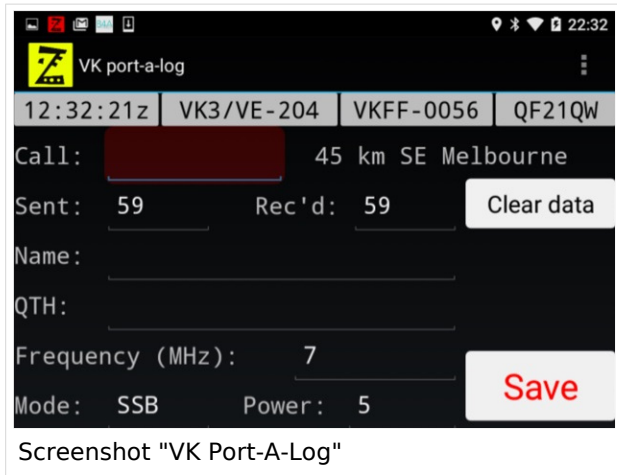 22:32
VK port-a-log
12:32:21z VK3/VE-204 VKFF-0056 QF21QW
Call: 45 km SE Melbourne
Sent: 59 Rec'd: 59 Clear data
Name:
QTH:
Frequency (MHz): 7
Save
Mode: SSB Power: 5
Screenshot "VK Port-A-Log"